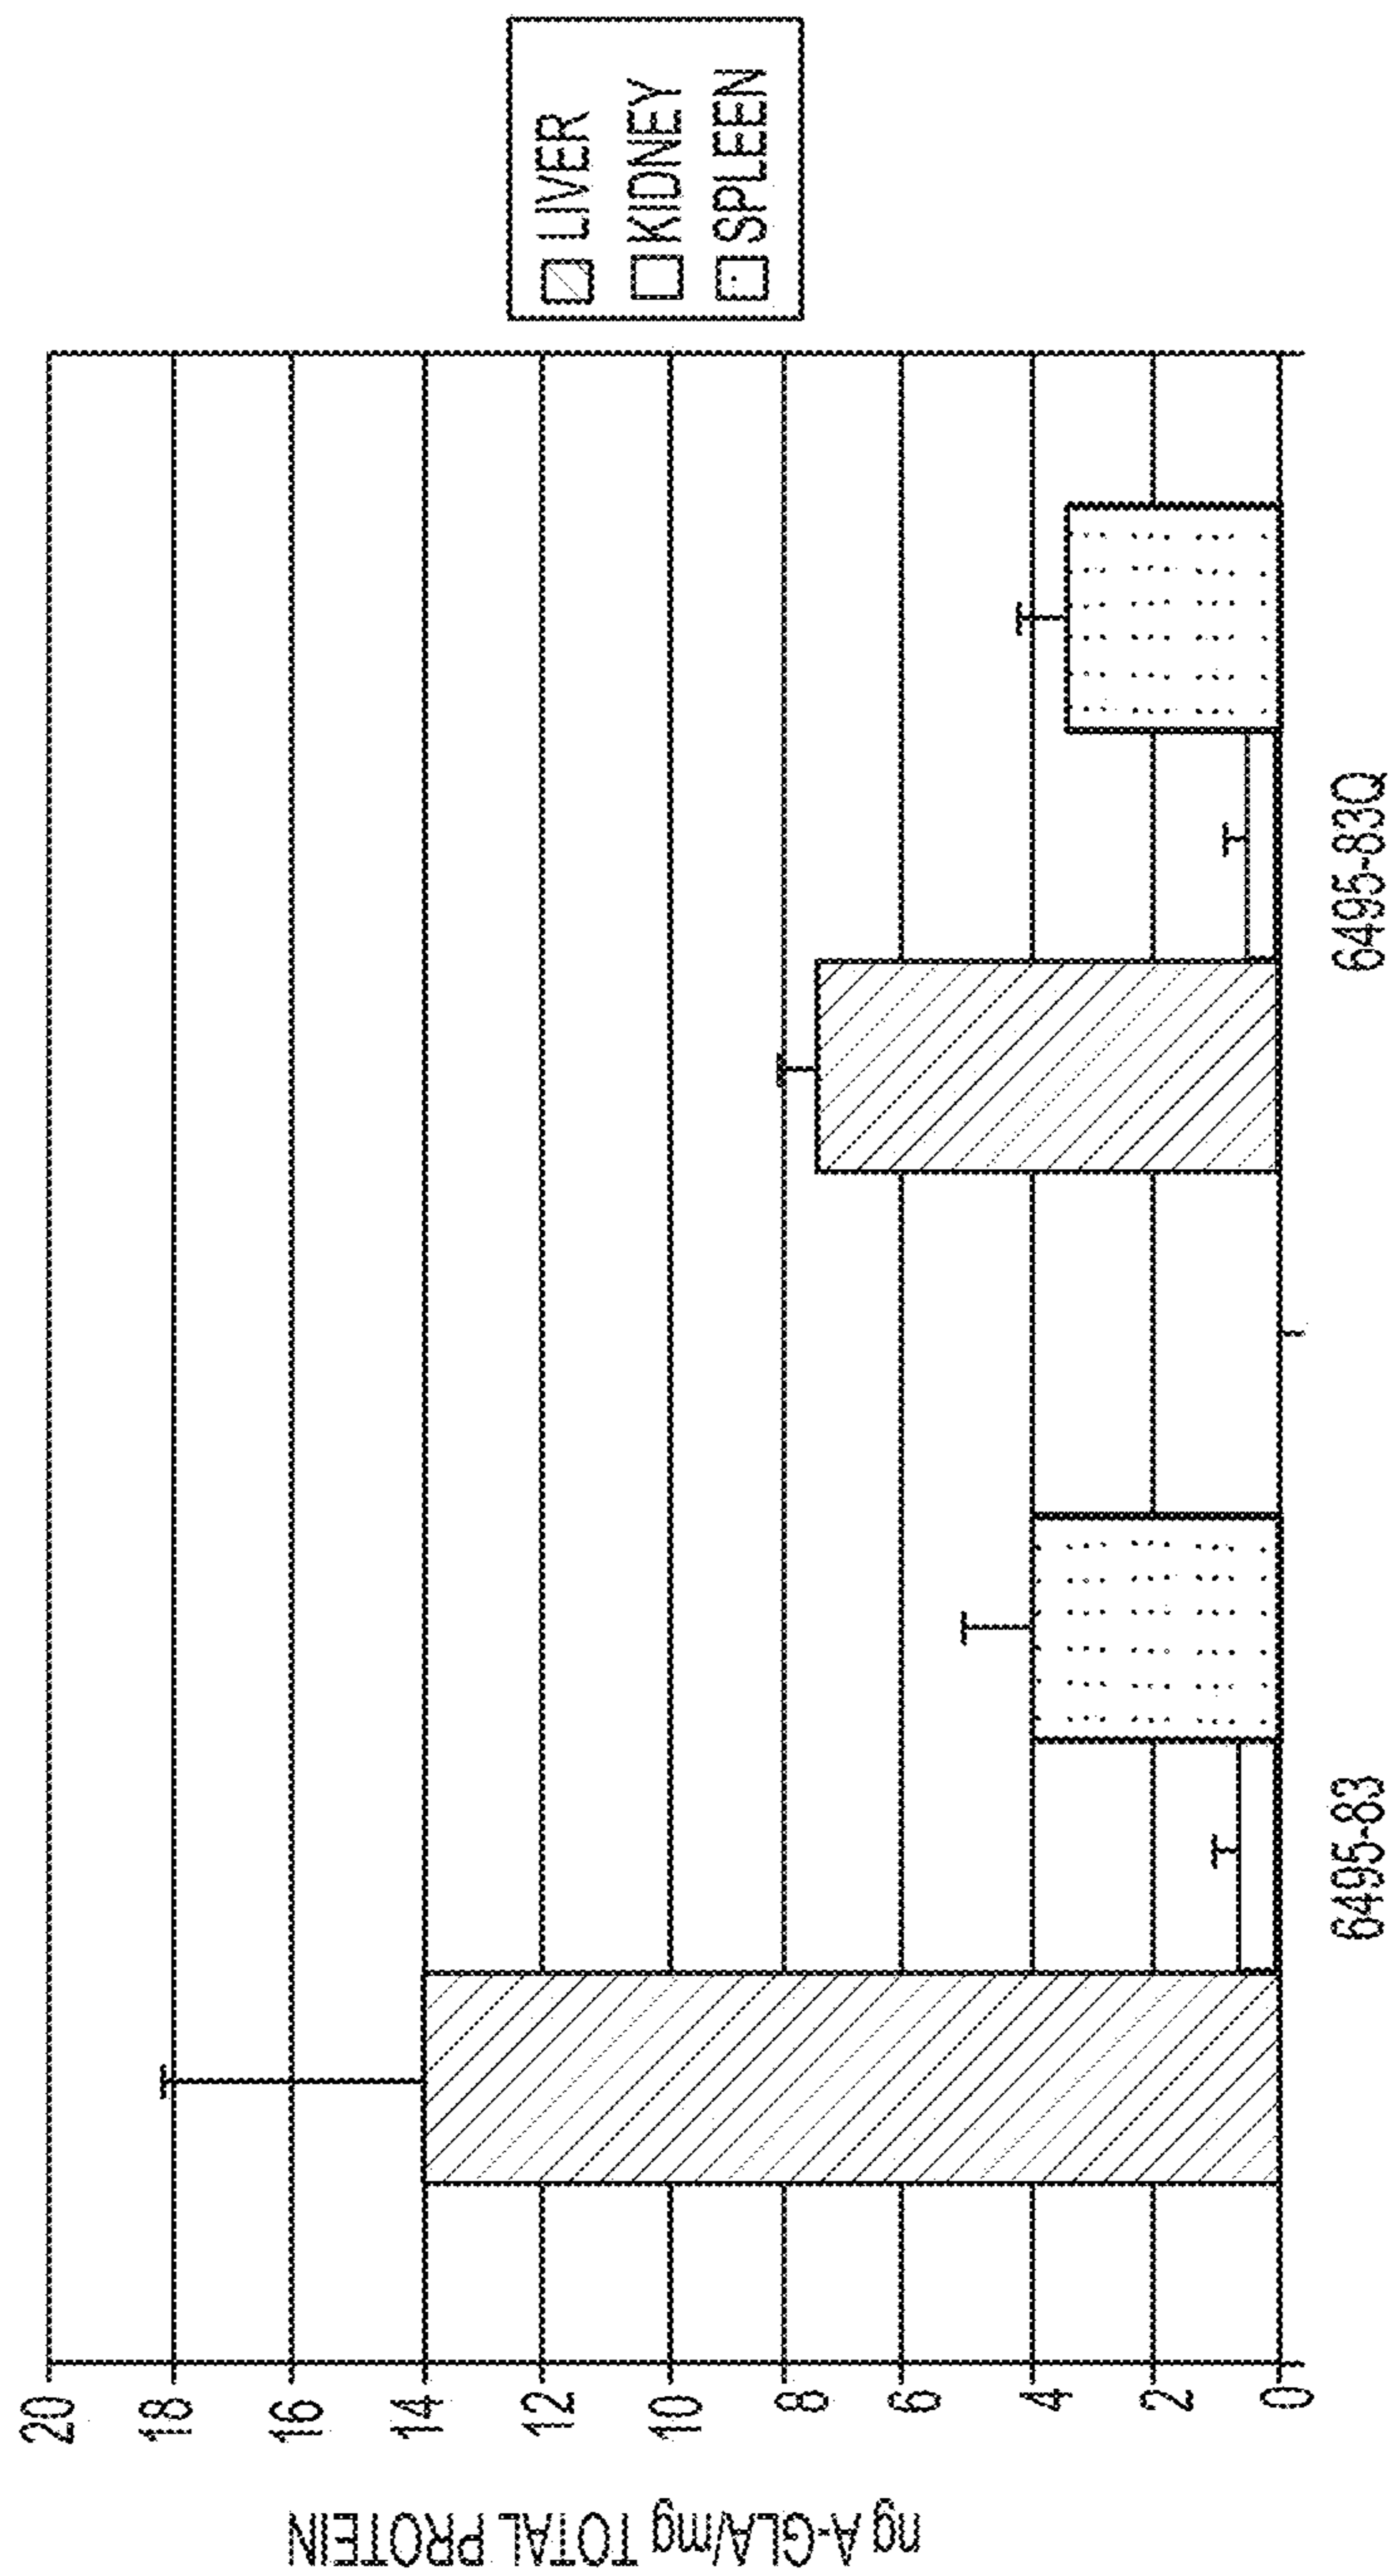 ng A-GLA/mg TOTAL PROTEIN
20
18
16
14
12
10
8
6
4
2
0
6495-83
6495-83Q
LIVER
KIDNEY
SPLEEN